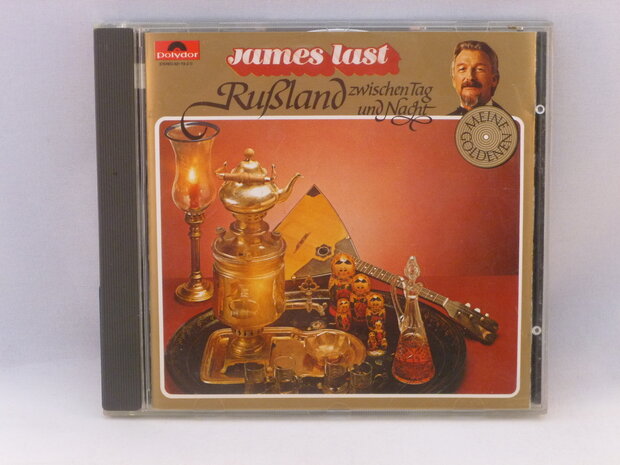 polydor
James Last
Rußland zwischen Tag
und Nacht
MEINE
GOLDENEN